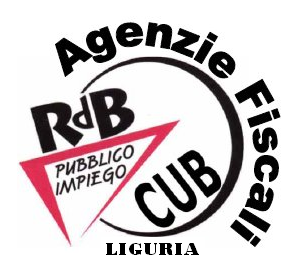 Agenzie Fiscali
RdB
PUBBLICO
IMPIEGO
CUB
LIGURIA